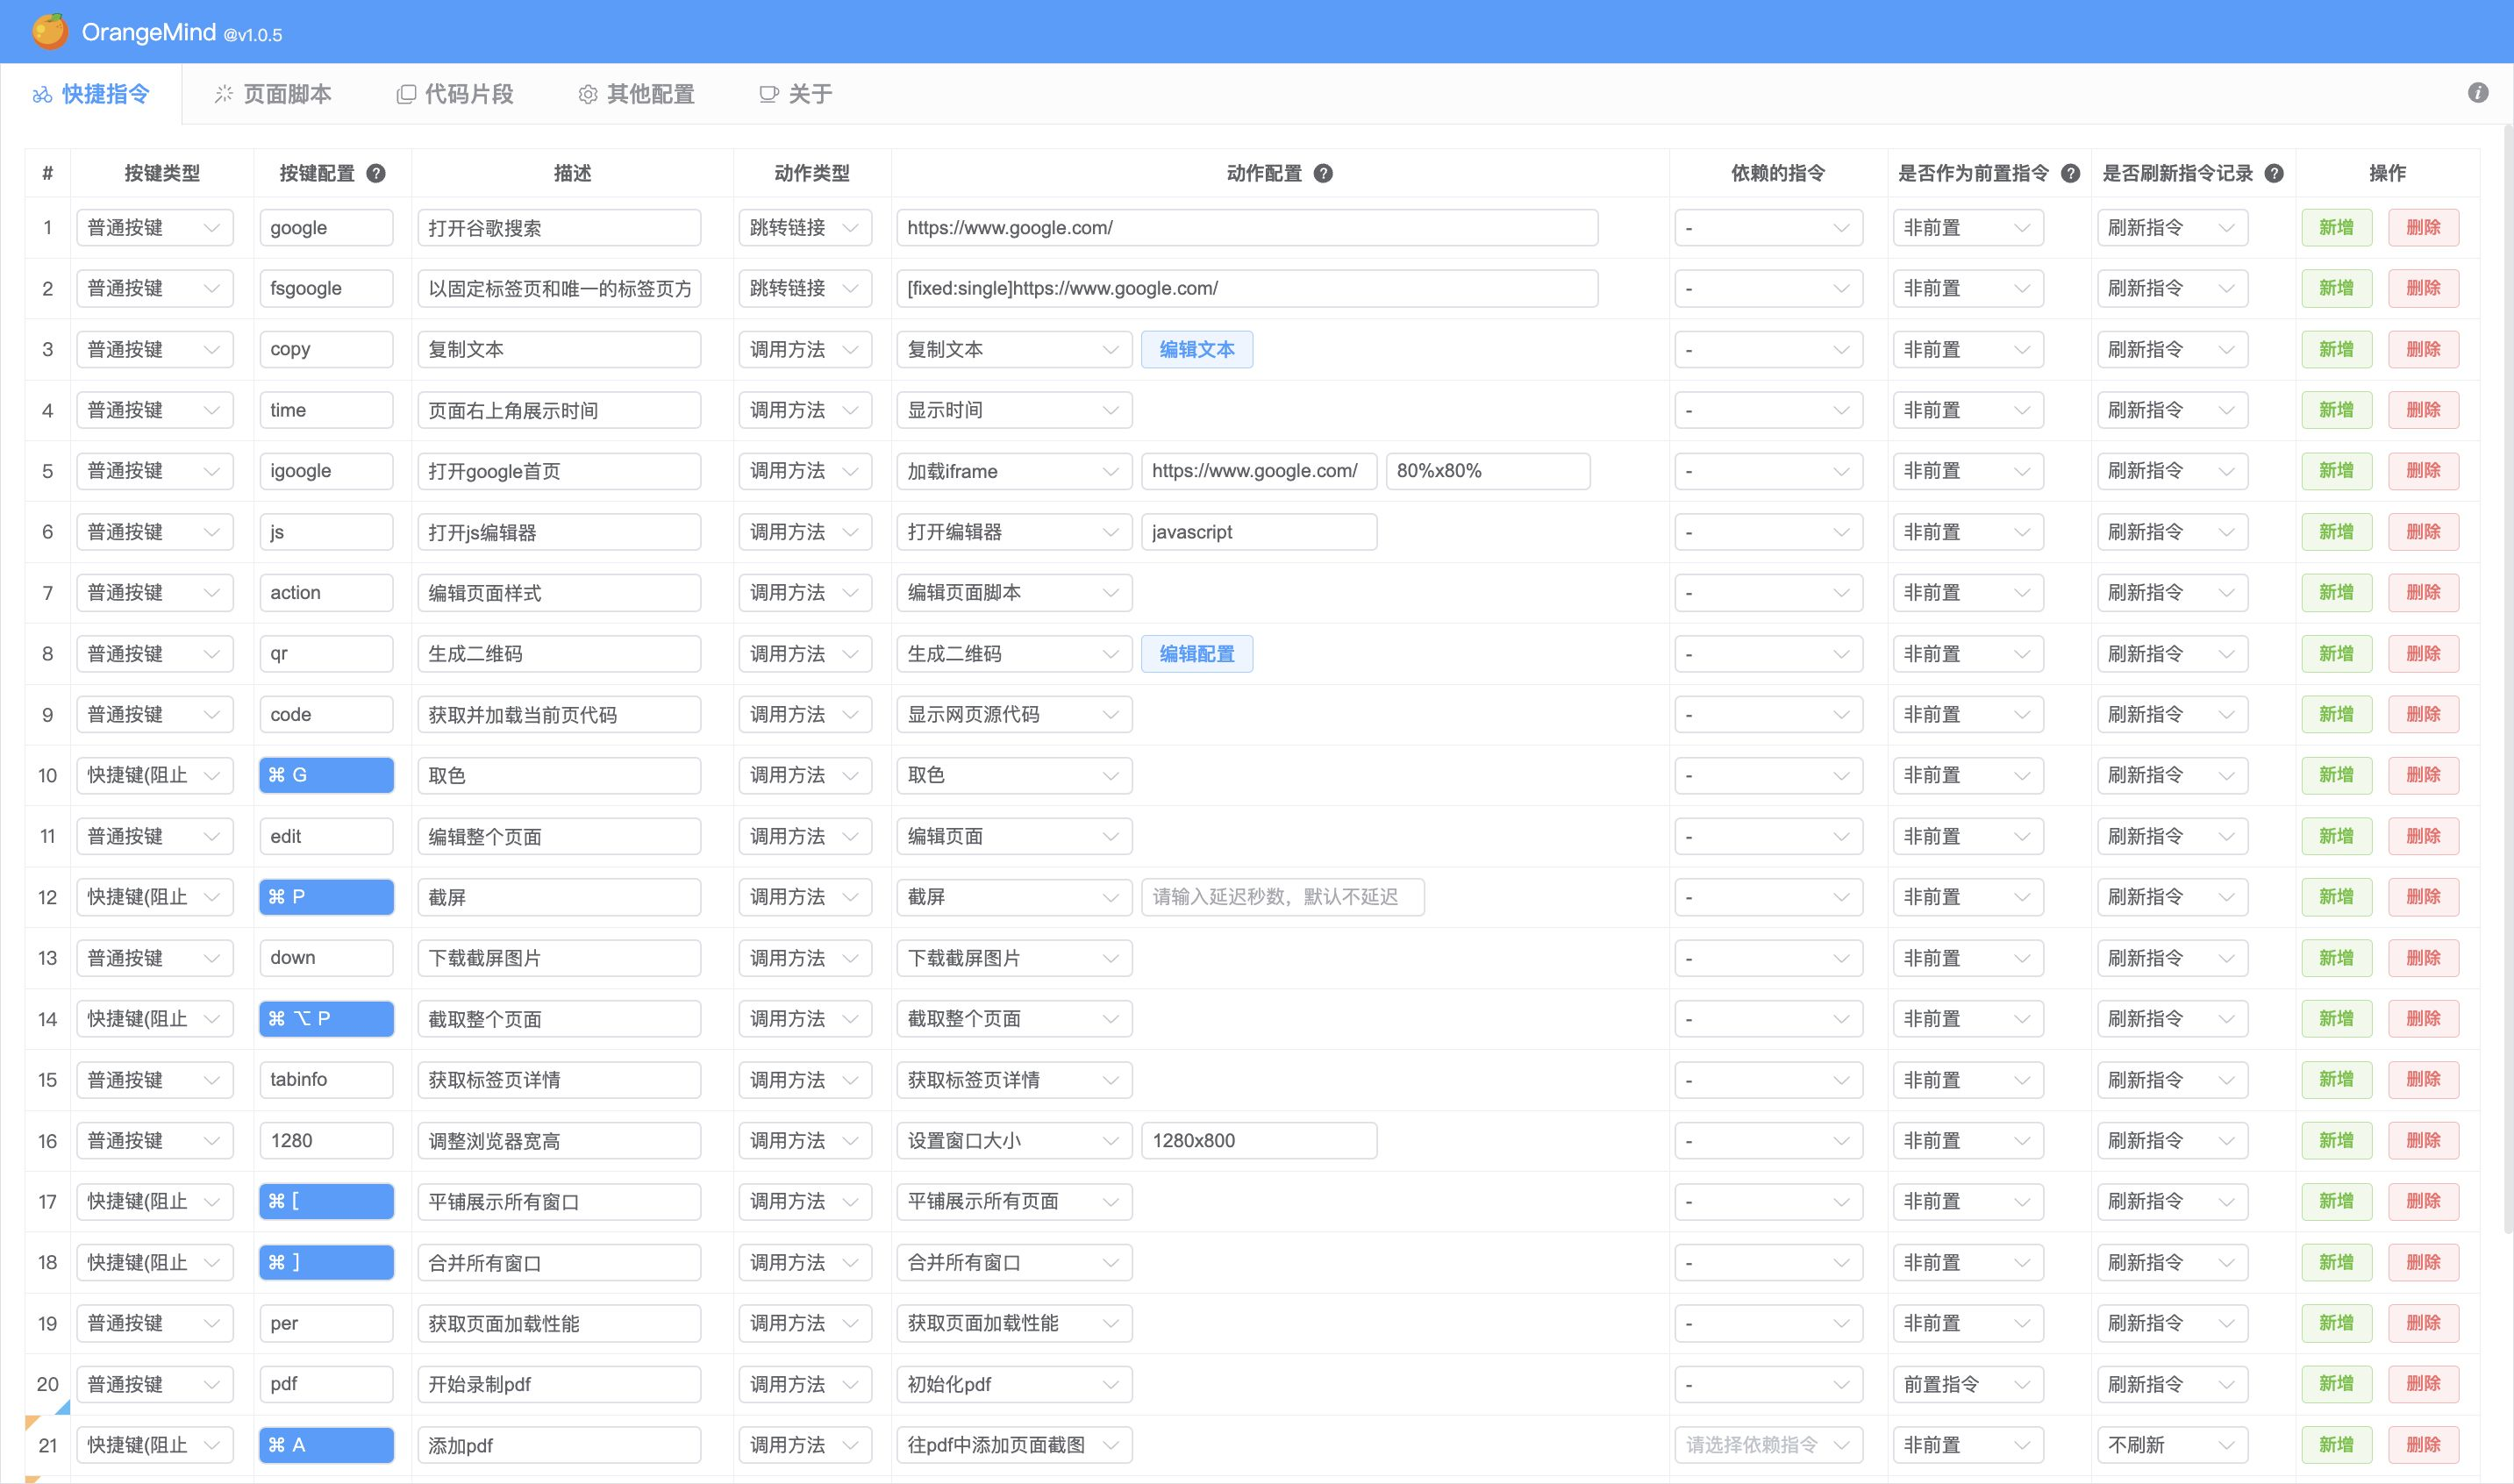 OrangeMind @v1.0.5
快捷指令 页面脚本 代码片段 其他配置 关于
# 按键类型 按键配置 描述 动作类型 动作配置 依赖的指令 是否作为前置指令 是否刷新指令记录 操作
1 普通按键 google 打开谷歌搜索 跳转链接 https://www.google.com/ - 非前置 刷新指令 新增 删除
2 普通按键 fsgoogle 以固定标签页和唯一的标签页方 跳转链接 [fixed:single]https://www.google.com/ - 非前置 刷新指令 新增 删除
3 普通按键 copy 复制文本 调用方法 复制文本 编辑文本 - 非前置 刷新指令 新增 删除
4 普通按键 time 页面右上角展示时间 调用方法 显示时间 - 非前置 刷新指令 新增 删除
5 普通按键 igoogle 打开google首页 调用方法 加载iframe https://www.google.com/ 80%x80% - 非前置 刷新指令 新增 删除
6 普通按键 js 打开js编辑器 调用方法 打开编辑器 javascript - 非前置 刷新指令 新增 删除
7 普通按键 action 编辑页面样式 调用方法 编辑页面脚本 - 非前置 刷新指令 新增 删除
8 普通按键 qr 生成二维码 调用方法 生成二维码 编辑配置 - 非前置 刷新指令 新增 删除
9 普通按键 code 获取并加载当前页代码 调用方法 显示网页源代码 - 非前置 刷新指令 新增 删除
10 快捷键(阻止 ⌘ G 取色 调用方法 取色 - 非前置 刷新指令 新增 删除
11 普通按键 edit 编辑整个页面 调用方法 编辑页面 - 非前置 刷新指令 新增 删除
12 快捷键(阻止 ⌘ P 截屏 调用方法 截屏 请输入延迟秒数，默认不延迟 - 非前置 刷新指令 新增 删除
13 普通按键 down 下载截屏图片 调用方法 下载截屏图片 - 非前置 刷新指令 新增 删除
14 快捷键(阻止 ⌘ ⌥ P 截取整个页面 调用方法 截取整个页面 - 非前置 刷新指令 新增 删除
15 普通按键 tabinfo 获取标签页详情 调用方法 获取标签页详情 - 非前置 刷新指令 新增 删除
16 普通按键 1280 调整浏览器宽高 调用方法 设置窗口大小 1280x800 - 非前置 刷新指令 新增 删除
17 快捷键(阻止 ⌘ [ 平铺展示所有窗口 调用方法 平铺展示所有页面 - 非前置 刷新指令 新增 删除
18 快捷键(阻止 ⌘ ] 合并所有窗口 调用方法 合并所有窗口 - 非前置 刷新指令 新增 删除
19 普通按键 per 获取页面加载性能 调用方法 获取页面加载性能 - 非前置 刷新指令 新增 删除
20 普通按键 pdf 开始录制pdf 调用方法 初始化pdf - 前置指令 刷新指令 新增 删除
21 快捷键(阻止 ⌘ A 添加pdf 调用方法 往pdf中添加页面截图 请选择依赖指令 非前置 不刷新 新增 删除